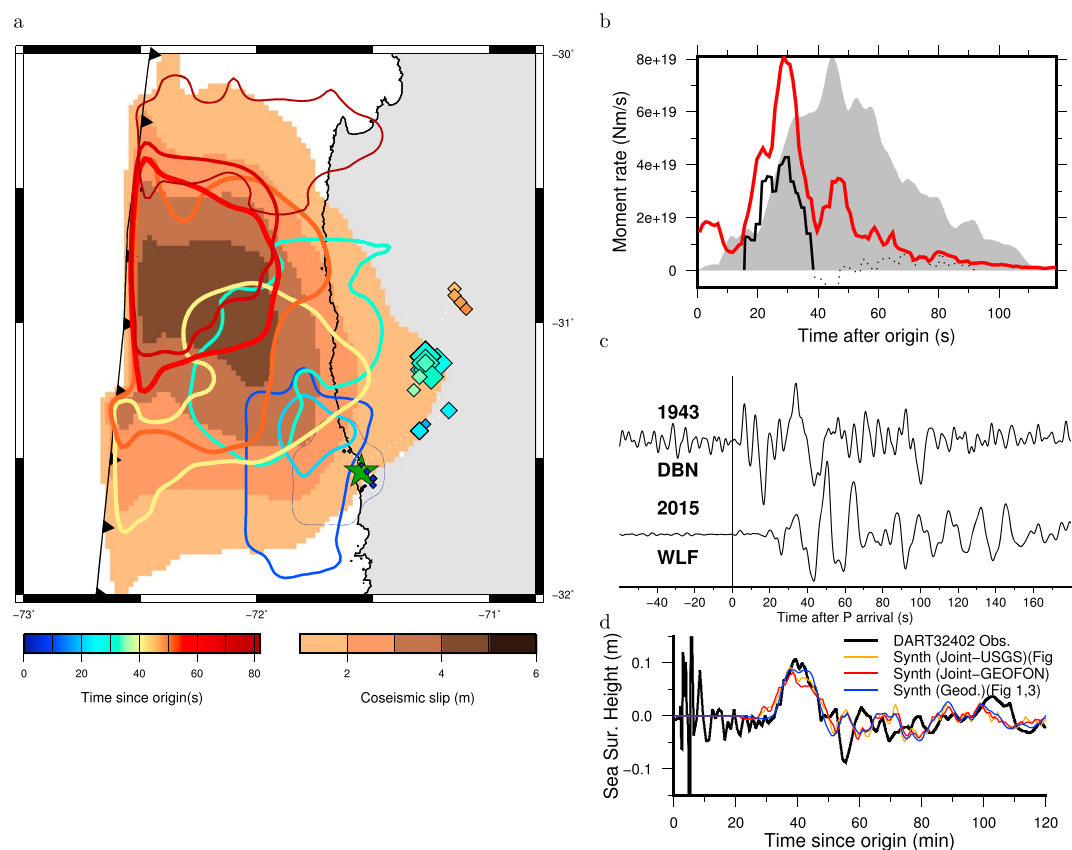 a
−30°
−31°
−32°
−73°
−72°
−71°
0
20
40
60
80
Time since origin(s)
2
4
6
Coseismic slip (m)
b
8e+19
6e+19
4e+19
2e+19
0
Moment rate (Nm/s)
0
20
40
60
80
100
Time after origin (s)
c
1943
DBN
2015
WLF
−40
−20
0
20
40
60
80
100
120
140
160
Time after P arrival (s)
d
DART32402 Obs.
Synth (Joint−USGS)(Fig
Synth (Joint−GEOFON)
Synth (Geod.)(Fig 1,3)
0.1
0.0
−0.1
Sea Sur. Height (m)
0
20
40
60
80
100
120
Time since origin (min)